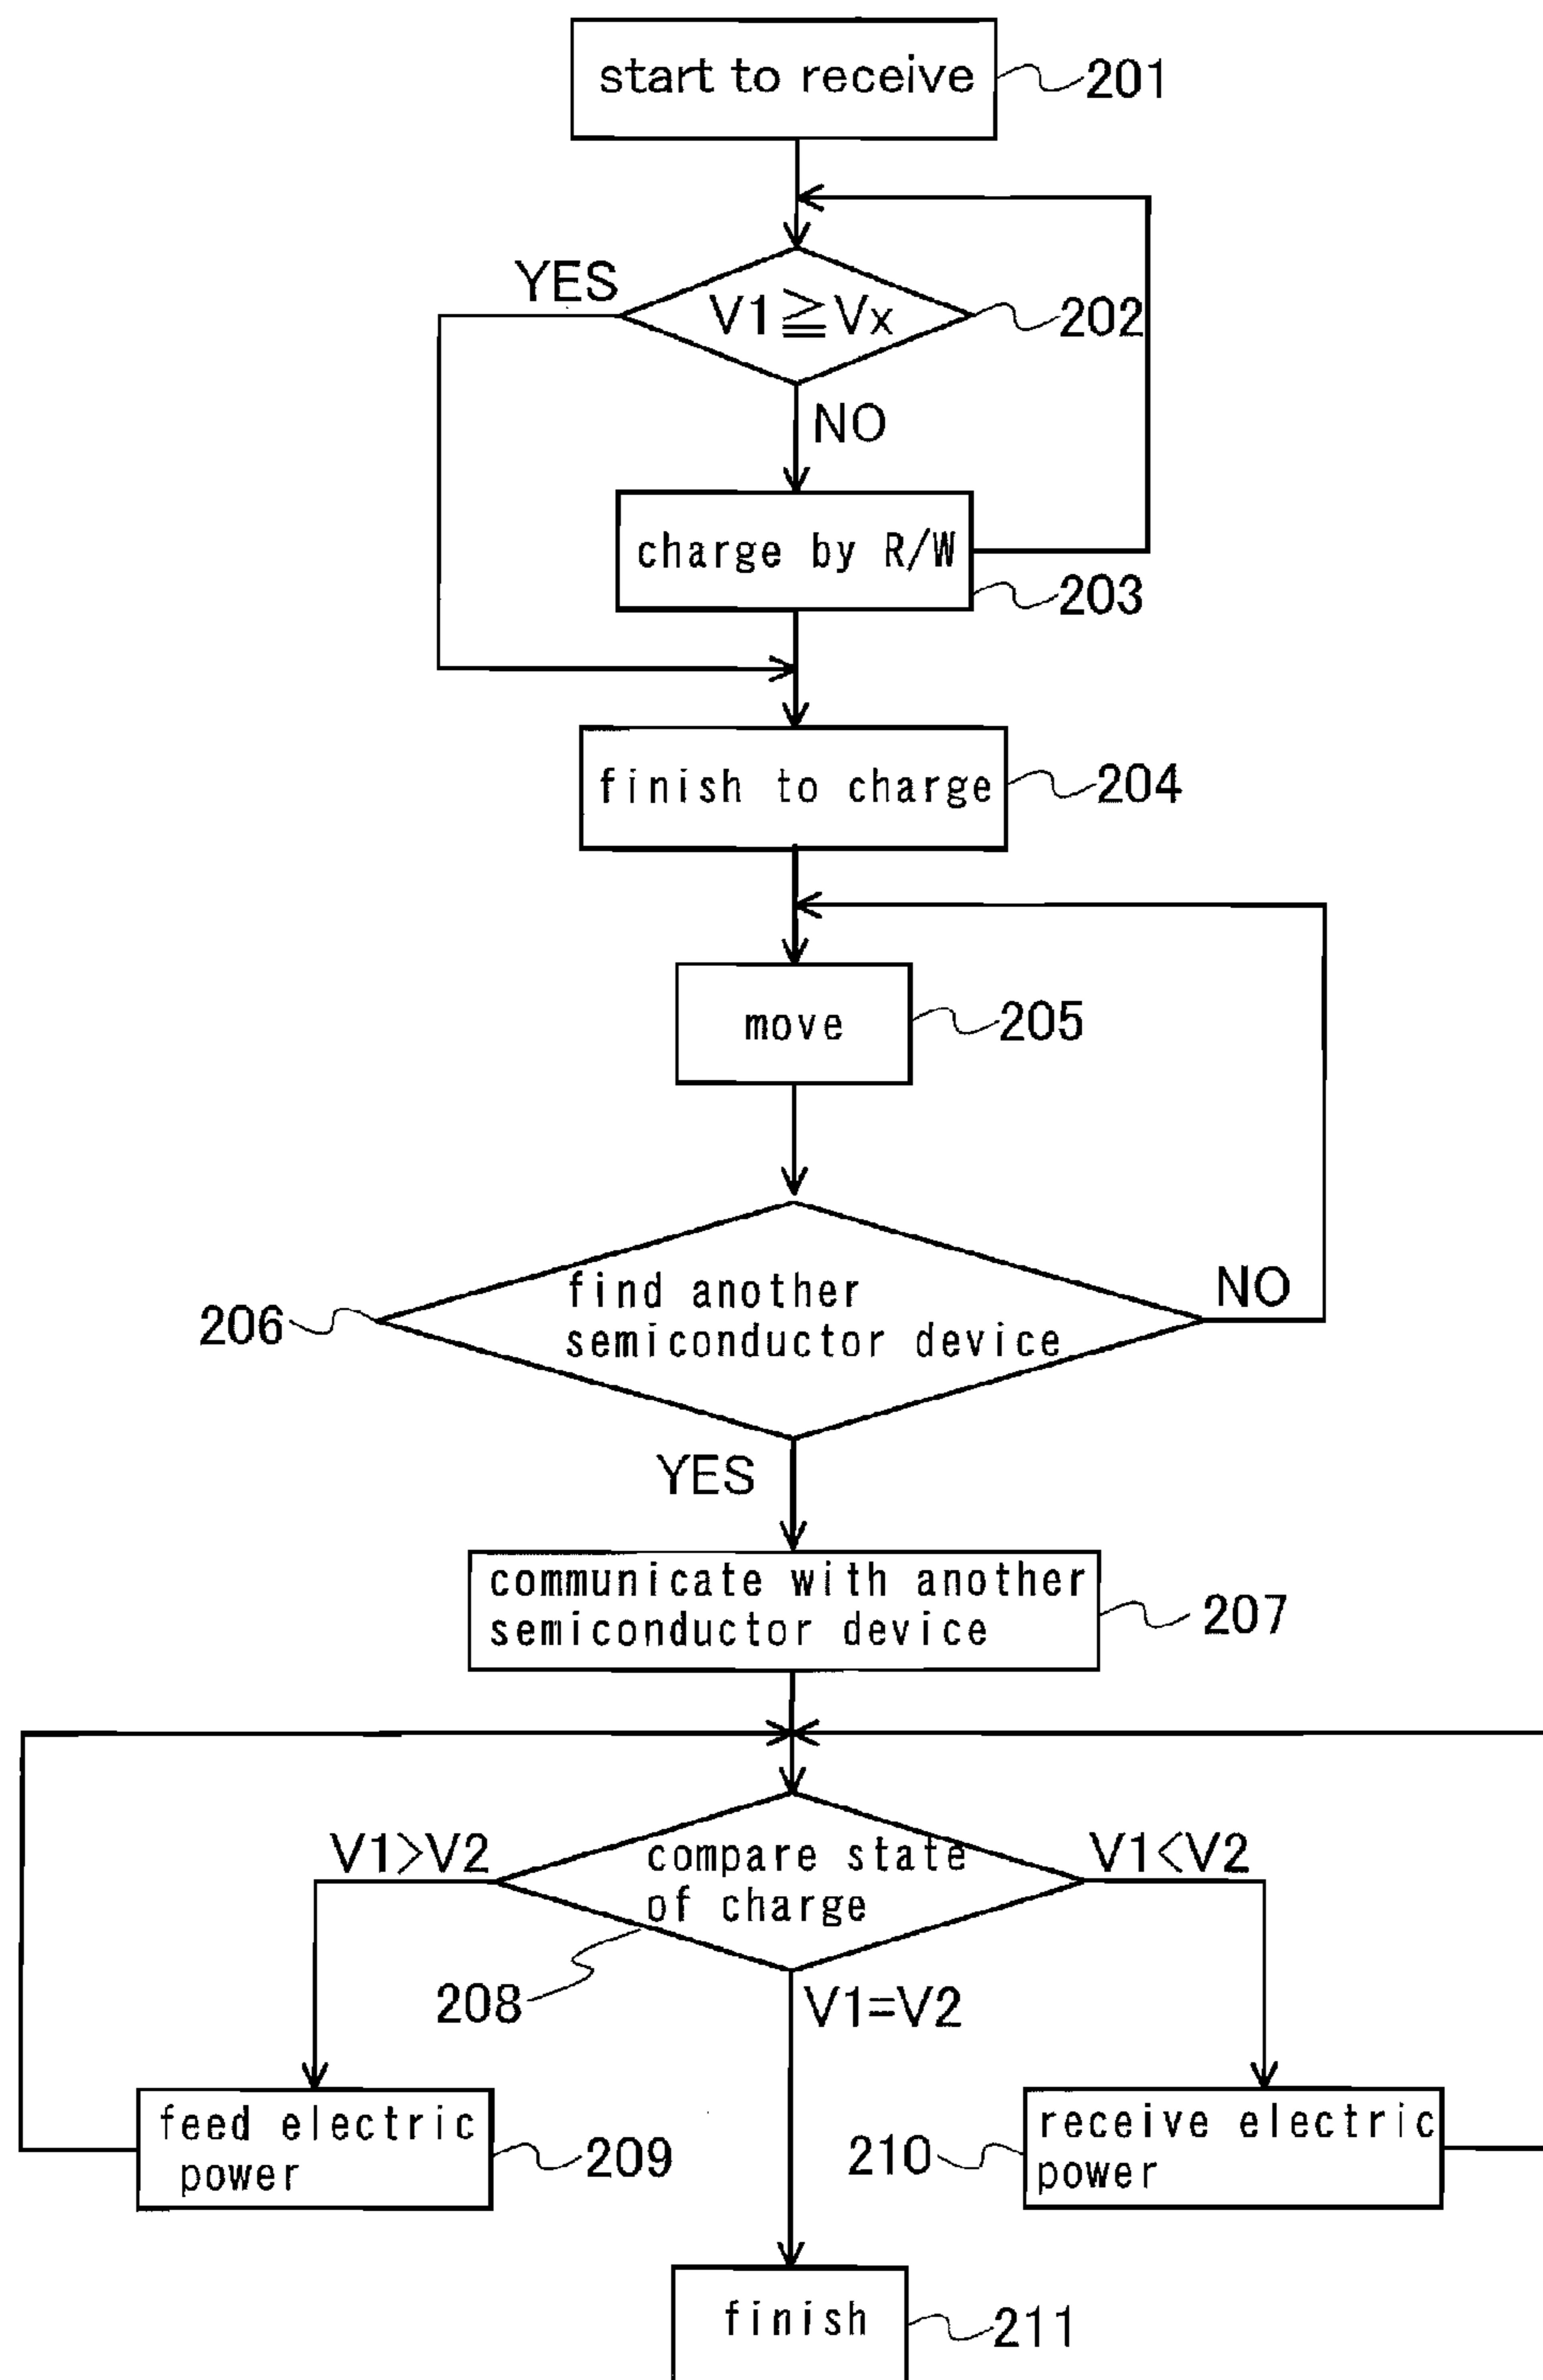 start to receive
201
YES
V1≧Vx
202
NO
charge by R/W
203
finish to charge
204
move
205
find another
semiconductor device
NO
206
YES
communicate with another
semiconductor device
207
V1>V2
compare state
of charge
V1<V2
208
V1=V2
feed electric
power
209
210
receive electric
power
finish
211